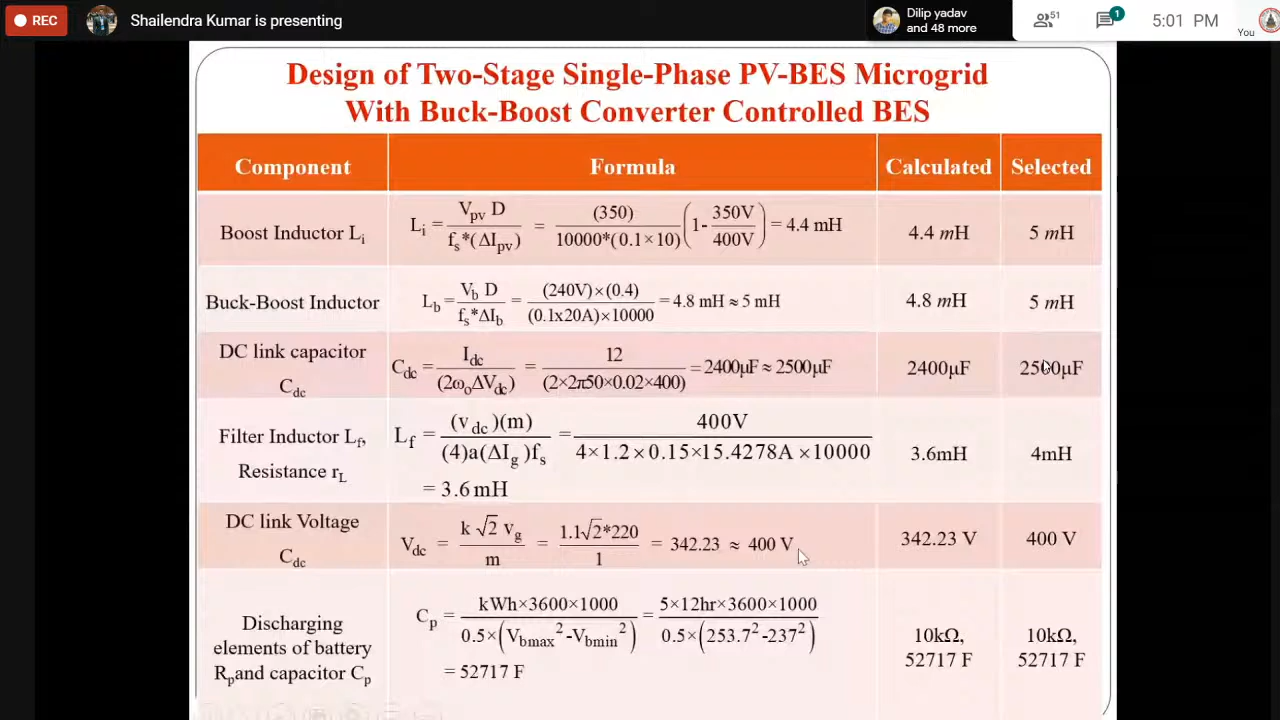 REC
Shailendra Kumar is presenting
Dilip yadav
and 48 more
51
1
5:01 PM
You
Design of Two-Stage Single-Phase PV-BES Microgrid
With Buck-Boost Converter Controlled BES
Component Formula Calculated Selected
Boost Inductor Li
Li = Vpv D / fs*(ΔIpv) = (350) / 10000*(0.1×10) (1- 350V / 400V) = 4.4 mH
4.4 mH
5 mH
Buck-Boost Inductor
Lb = Vb D / fs*ΔIb = (240V)×(0.4) / (0.1x20A)×10000 = 4.8 mH ≈ 5 mH
4.8 mH
5 mH
DC link capacitor
Cdc
Cdc = Idc / (2ωoΔVdc) = 12 / (2×2π50×0.02×400) = 2400μF ≈ 2500μF
2400μF
2500μF
Filter Inductor Lf,
Resistance rL
Lf = (vdc)(m) / (4)a(ΔIg)fs = 400V / 4×1.2×0.15×15.4278A×10000
= 3.6 mH
3.6mH
4mH
DC link Voltage
Cdc
Vdc = k √2 vg / m = 1.1√2*220 / 1 = 342.23 ≈ 400 V
342.23 V
400 V
Discharging
elements of battery
Rpand capacitor Cp
Cp = kWh×3600×1000 / 0.5×(Vbmax²-Vbmin²) = 5×12hr×3600×1000 / 0.5×(253.7²-237²)
= 52717 F
10kΩ,
52717 F
10kΩ,
52717 F